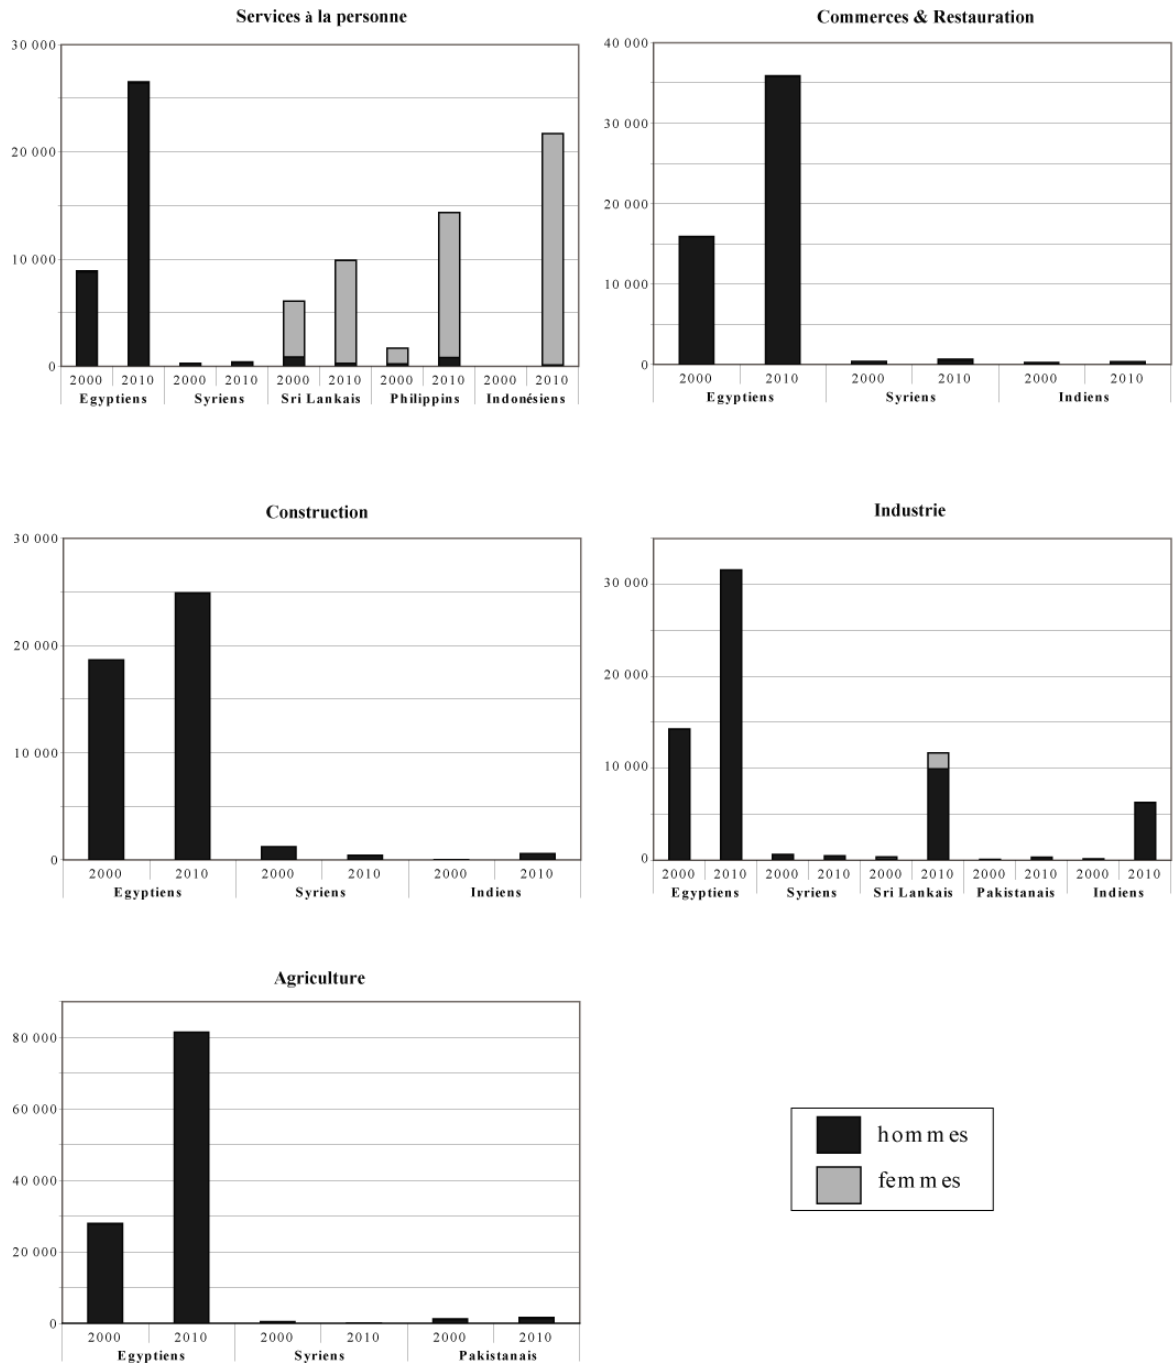 Services à la personne
30 000
20 000
10 000
0
2000 2010 2000 2010 2000 2010 2000 2010 2000 2010
Egyptiens Syriens Sri Lankais Philippins Indonésiens
Commerces & Restauration
40 000
30 000
20 000
10 000
0
2000 2010 2000 2010 2000 2010
Egyptiens Syriens Indiens
Construction
30 000
20 000
10 000
0
2000 2010 2000 2010 2000 2010
Egyptiens Syriens Indiens
Industrie
30 000
20 000
10 000
0
2000 2010 2000 2010 2000 2010 2000 2010 2000 2010
Egyptiens Syriens Sri Lankais Pakistanais Indiens
Agriculture
80 000
60 000
40 000
20 000
0
2000 2010 2000 2010 2000 2010
Egyptiens Syriens Pakistanais
hommes
femmes